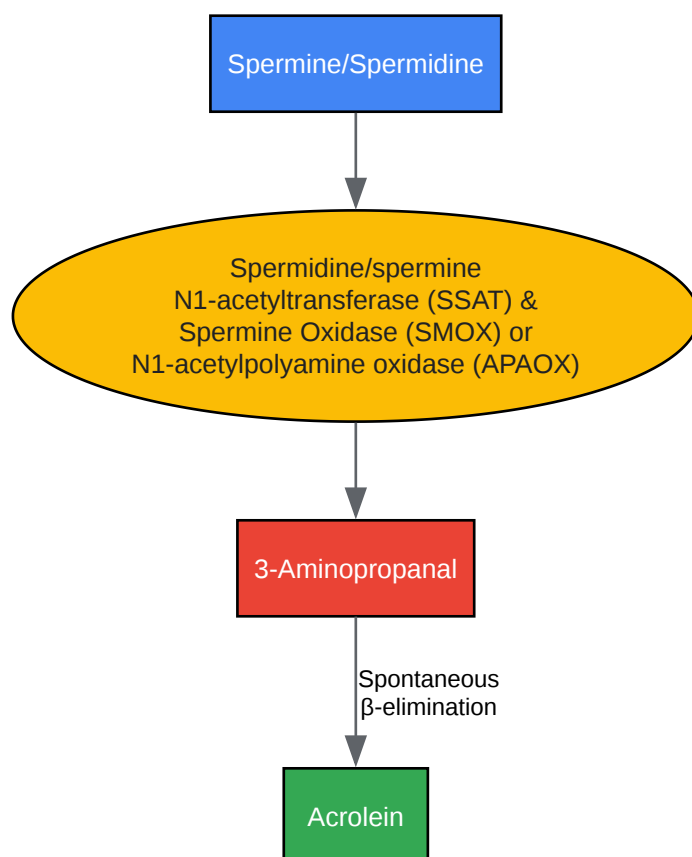 Spermine/Spermidine
Spermidine/spermine
N1-acetyltransferase (SSAT) &
Spermine Oxidase (SMOX) or
N1-acetylpolyamine oxidase (APAOX)
3-Aminopropanal
Spontaneous
β-elimination
Acrolein